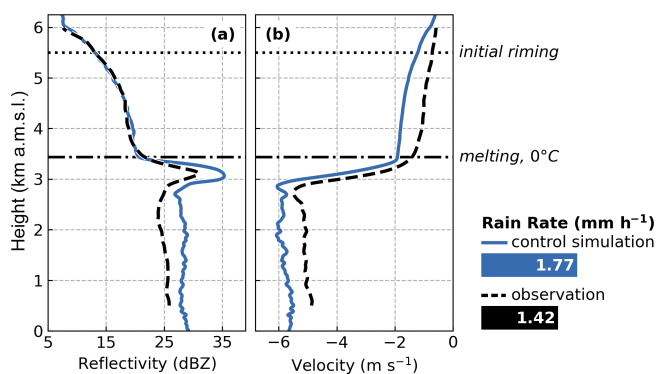 6
5
4
3
2
1
0
Height (km a.m.s.l.)
(a)
5
15
25
35
Reflectivity (dBZ)
(b)
−6
−4
−2
0
Velocity (m s⁻¹)
initial riming
melting, 0°C
Rain Rate (mm h⁻¹)
control simulation
1.77
observation
1.42